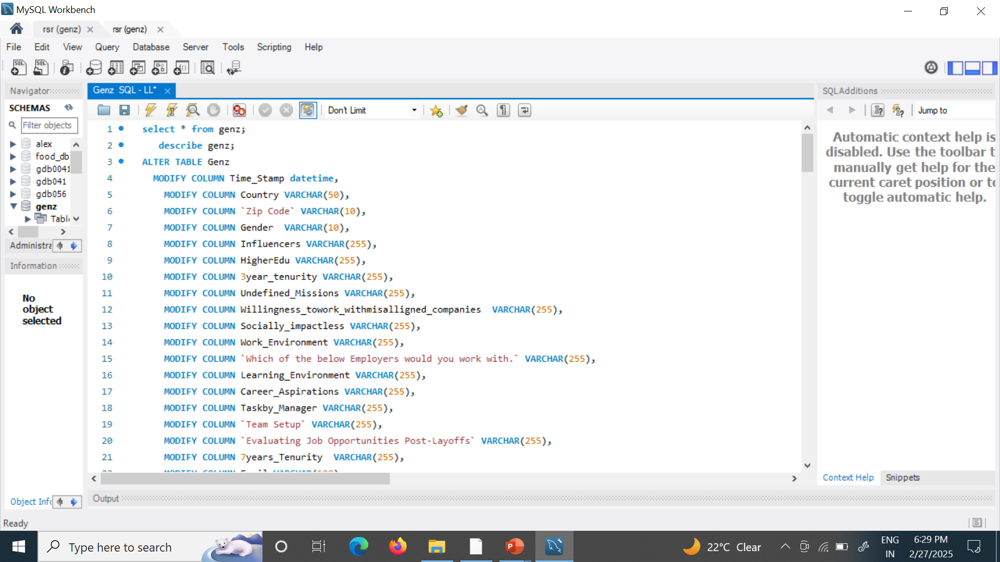 MySQL Workbench
rsr (genz)
rsr (genz)
File Edit View Query Database Server Tools Scripting Help
Navigator
SCHEMAS
Filter objects
alex
food_db
gdb0041
gdb041
gdb056
genz
Administra
Information
No
object
selected
Object Info
Genz SQL - LL*
Don't Limit
1 select * from genz;
2 describe genz;
3 ALTER TABLE Genz
4 MODIFY COLUMN Time_Stamp datetime,
5 MODIFY COLUMN Country VARCHAR(50),
6 MODIFY COLUMN `Zip Code` VARCHAR(10),
7 MODIFY COLUMN Gender  VARCHAR(10),
8 MODIFY COLUMN Influencers VARCHAR(255),
9 MODIFY COLUMN HigherEdu VARCHAR(255),
10 MODIFY COLUMN 3year_tenurity VARCHAR(255),
11 MODIFY COLUMN Undefined_Missions VARCHAR(255),
12 MODIFY COLUMN Willingness_towork_withmisalligned_companies  VARCHAR(255),
13 MODIFY COLUMN Socially_impactless VARCHAR(255),
14 MODIFY COLUMN Work_Environment VARCHAR(255),
15 MODIFY COLUMN `Which of the below Employers would you work with.` VARCHAR(255),
16 MODIFY COLUMN Learning_Environment VARCHAR(255),
17 MODIFY COLUMN Career_Aspirations VARCHAR(255),
18 MODIFY COLUMN Taskby_Manager VARCHAR(255),
19 MODIFY COLUMN `Team Setup` VARCHAR(255),
20 MODIFY COLUMN `Evaluating Job Opportunities Post-Layoffs` VARCHAR(255),
21 MODIFY COLUMN 7years_Tenurity  VARCHAR(255),
Output
SQLAdditions
Jump to
Automatic context help is
disabled. Use the toolbar t
manually get help for the
current caret position or to
toggle automatic help.
Context Help
Snippets
Ready
Type here to search
22°C Clear
ENG
IN
6:29 PM
2/27/2025